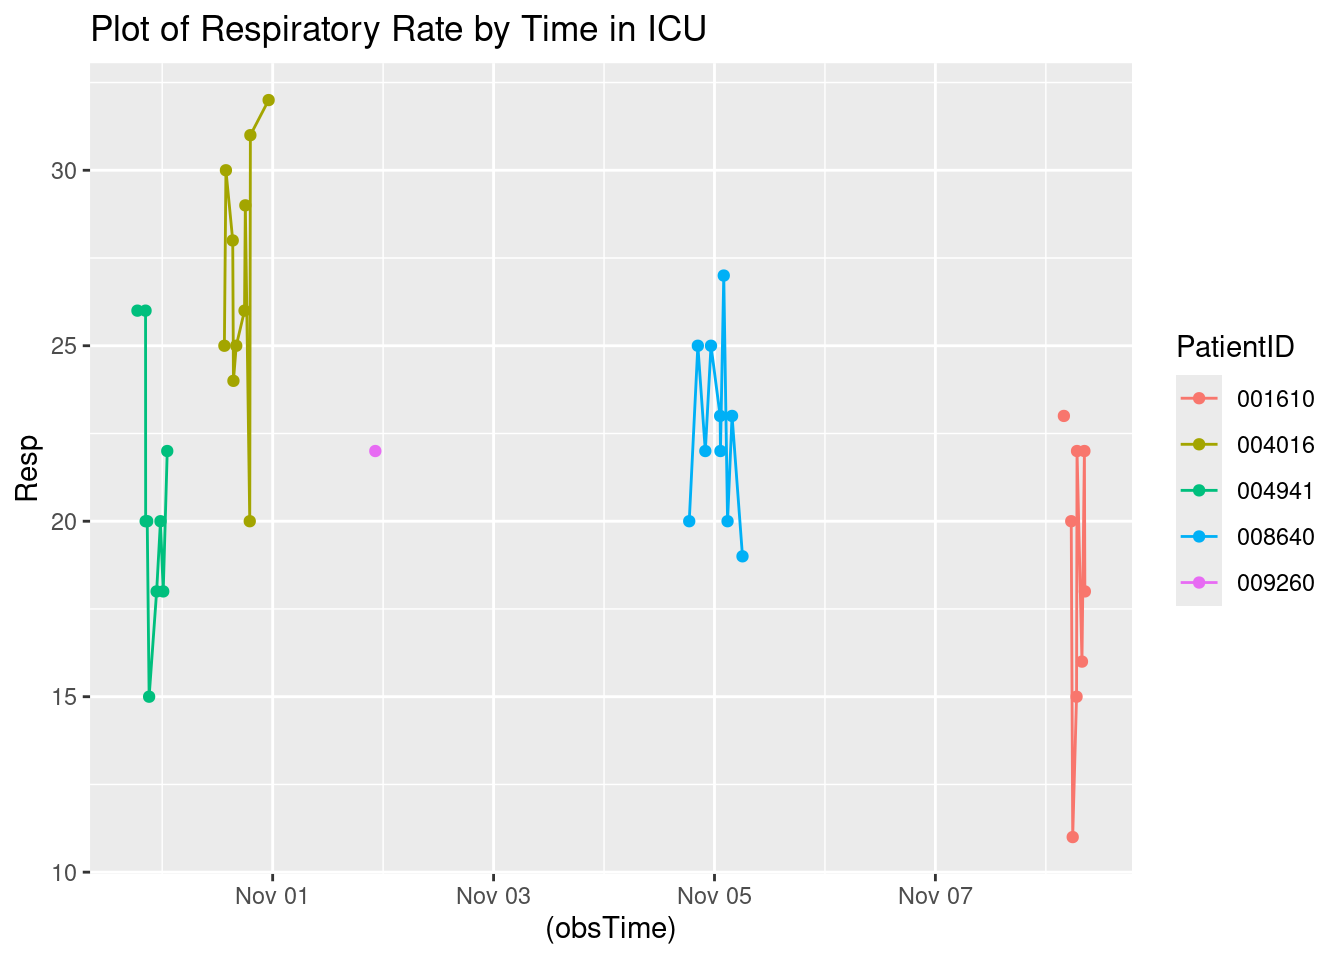 Plot of Respiratory Rate by Time in ICU
30
25
20
15
10
Resp
Nov 01
Nov 03
Nov 05
Nov 07
(obsTime)
PatientID
001610
004016
004941
008640
009260